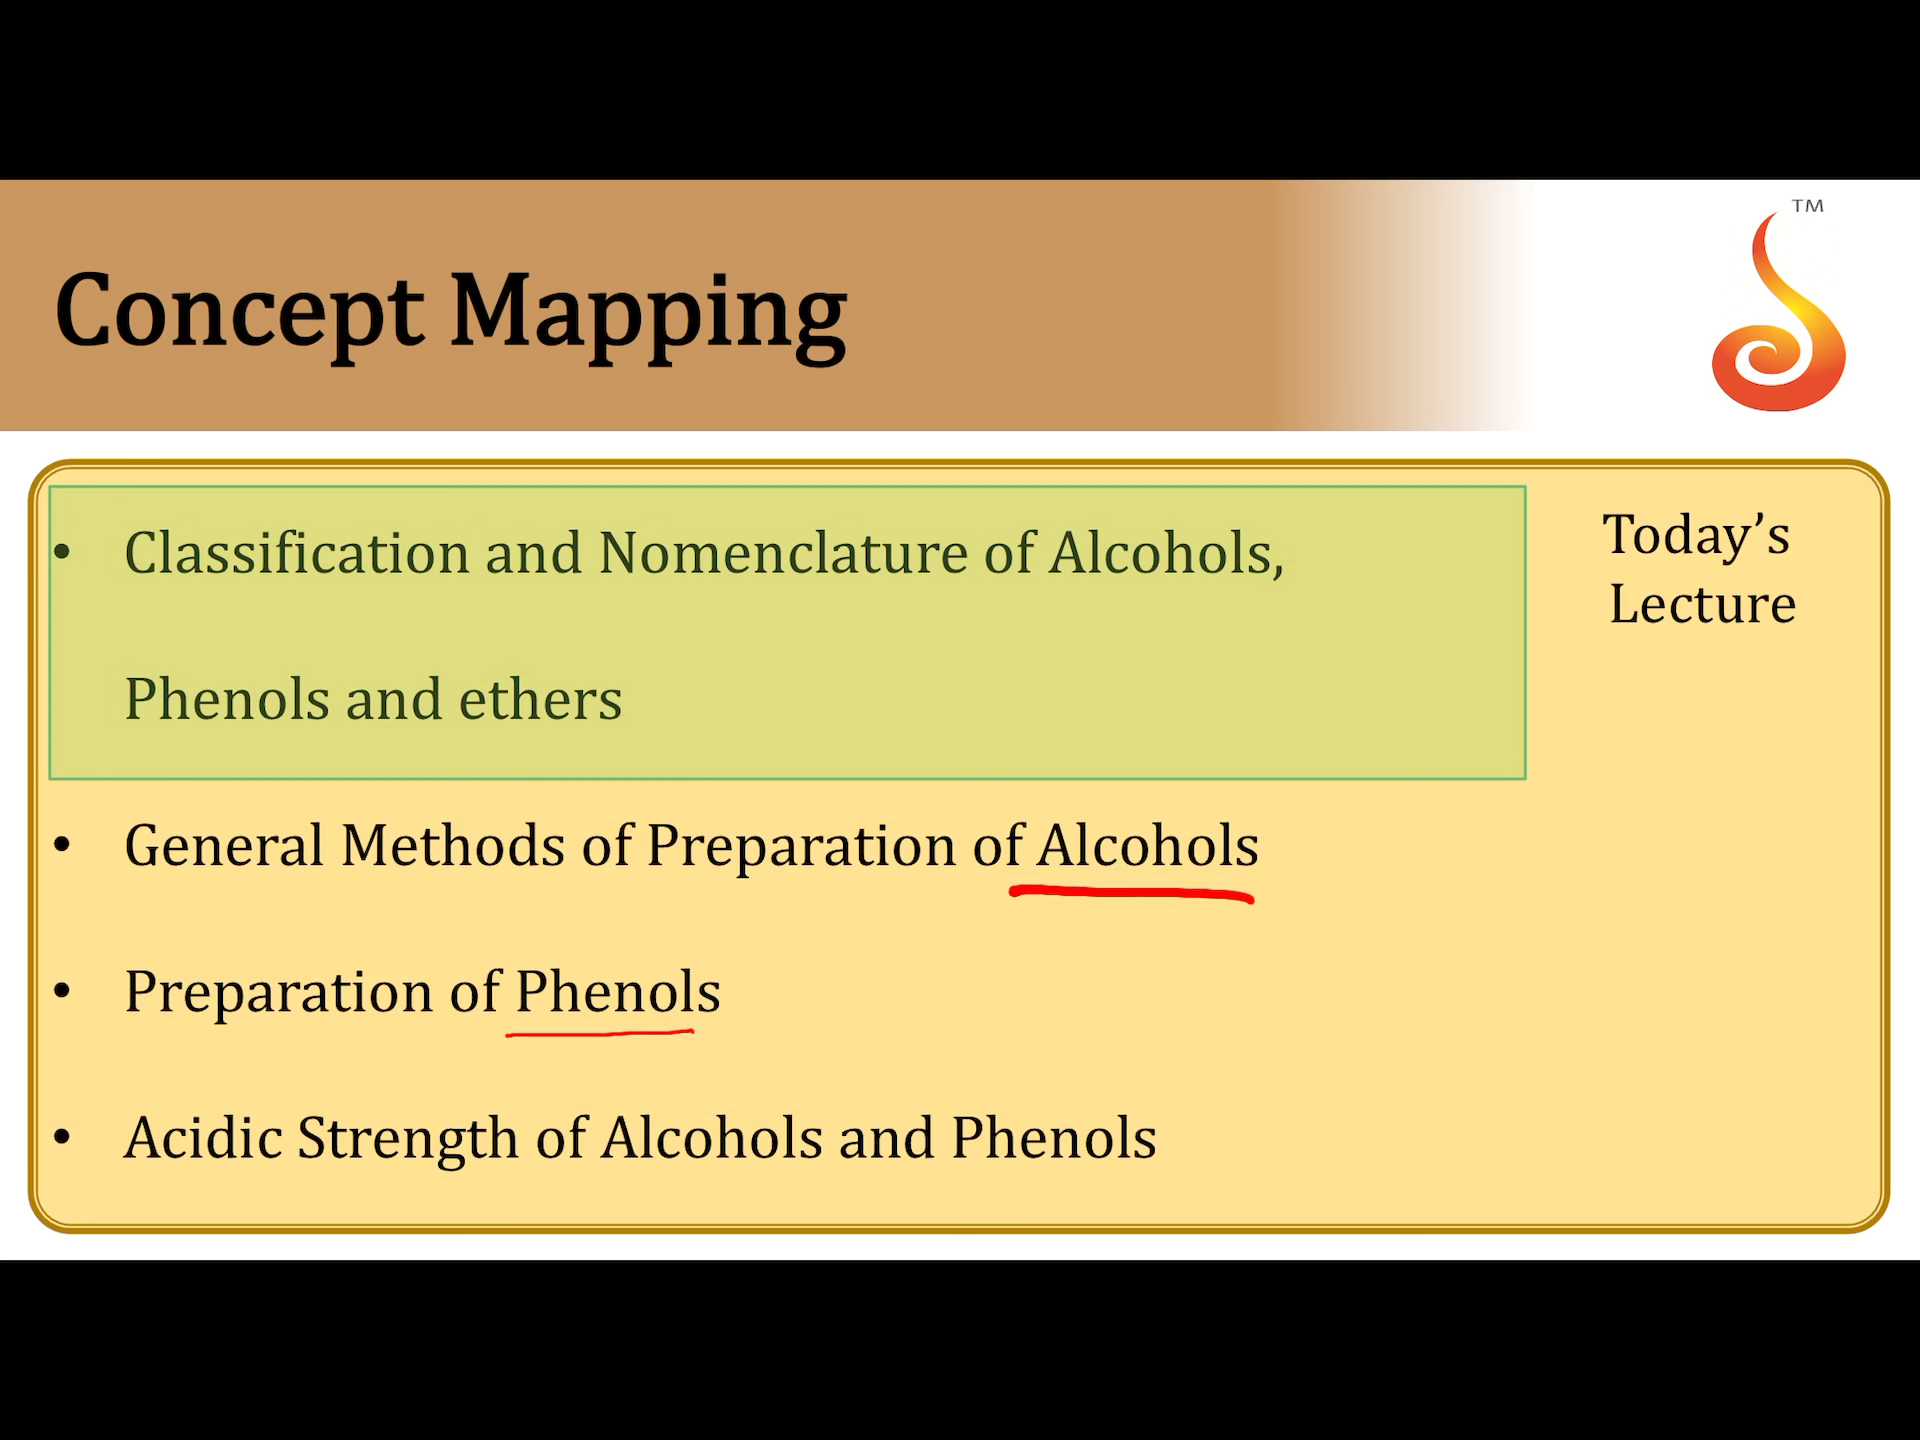 TM
Concept Mapping
• Classification and Nomenclature of Alcohols,
Phenols and ethers
Today’s
Lecture
• General Methods of Preparation of Alcohols
• Preparation of Phenols
• Acidic Strength of Alcohols and Phenols